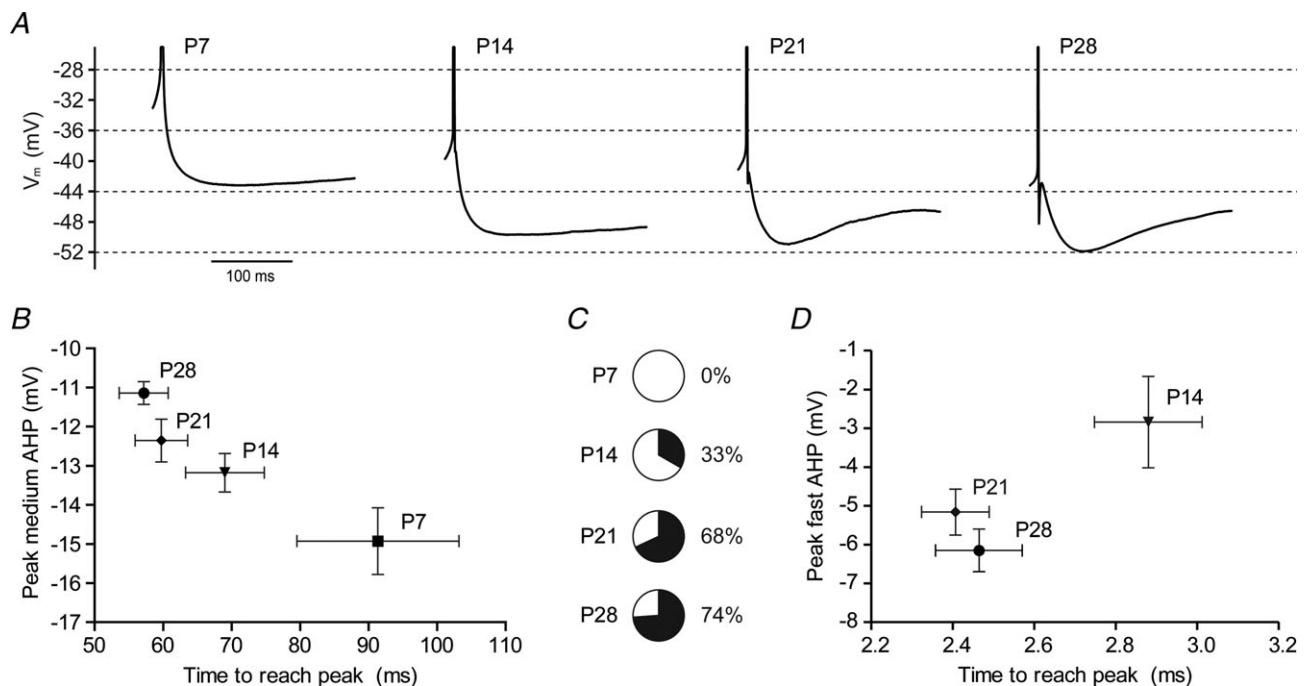 A
P7
P14
P21
P28
-28
-32
-36
-40
-44
-48
-52
Vm (mV)
100 ms
B
-10
-11
-12
-13
-14
-15
-16
-17
Peak medium AHP (mV)
P28
P21
P14
P7
50
60
70
80
90
100
110
Time to reach peak (ms)
C
P7 0%
P14 33%
P21 68%
P28 74%
D
-1
-2
-3
-4
-5
-6
-7
-8
Peak fast AHP (mV)
P14
P21
P28
2.2
2.4
2.6
2.8
3.0
3.2
Time to reach peak (ms)